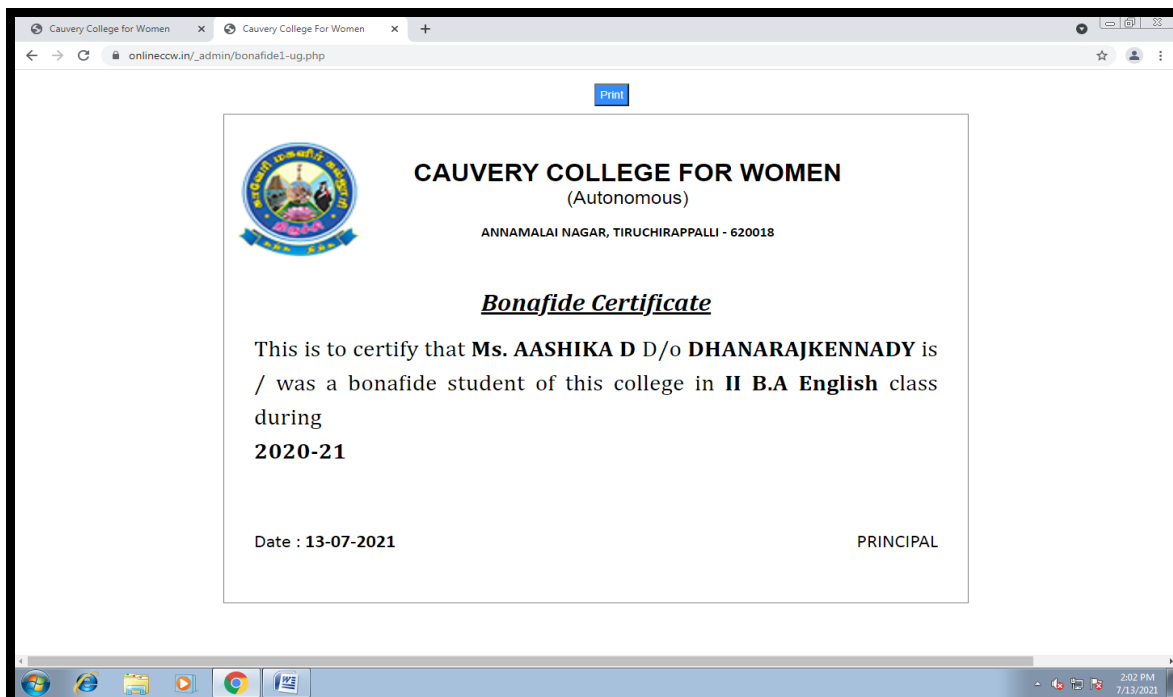 Cauvery College for Women
Cauvery College For Women
onlineccw.in/_admin/bonafide1-ug.php
Print
CAUVERY COLLEGE FOR WOMEN
(Autonomous)
ANNAMALAI NAGAR, TIRUCHIRAPPALLI - 620018
Bonafide Certificate
This is to certify that Ms. AASHIKA D D/o DHANARAJKENNADY is
/ was a bonafide student of this college in II B.A English class
during
2020-21
Date : 13-07-2021 PRINCIPAL
2:02 PM
7/13/2021